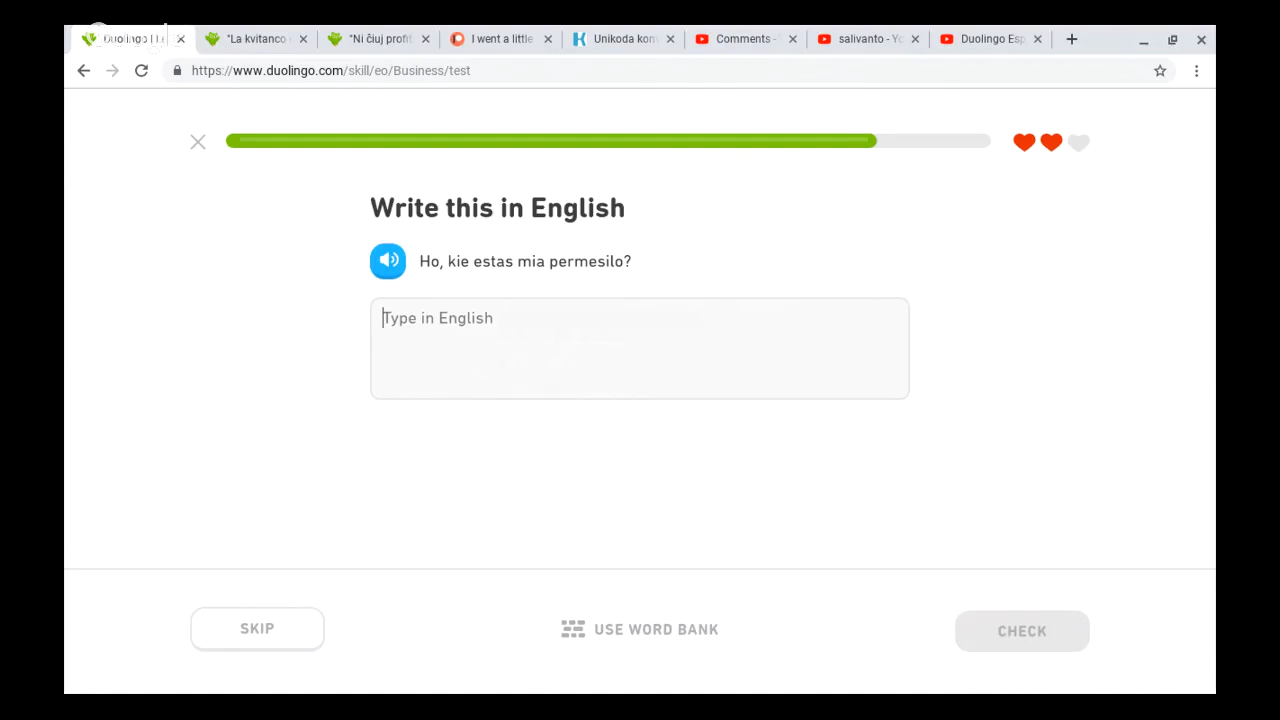 Duolingo | Le
"La kvitanco
"Ni ĉiuj profit
I went a little
Unikoda kon
Comments -
salivanto - Yo
Duolingo Esp
https://www.duolingo.com/skill/eo/Business/test
Write this in English
Ho, kie estas mia permesilo?
Type in English
SKIP
USE WORD BANK
CHECK